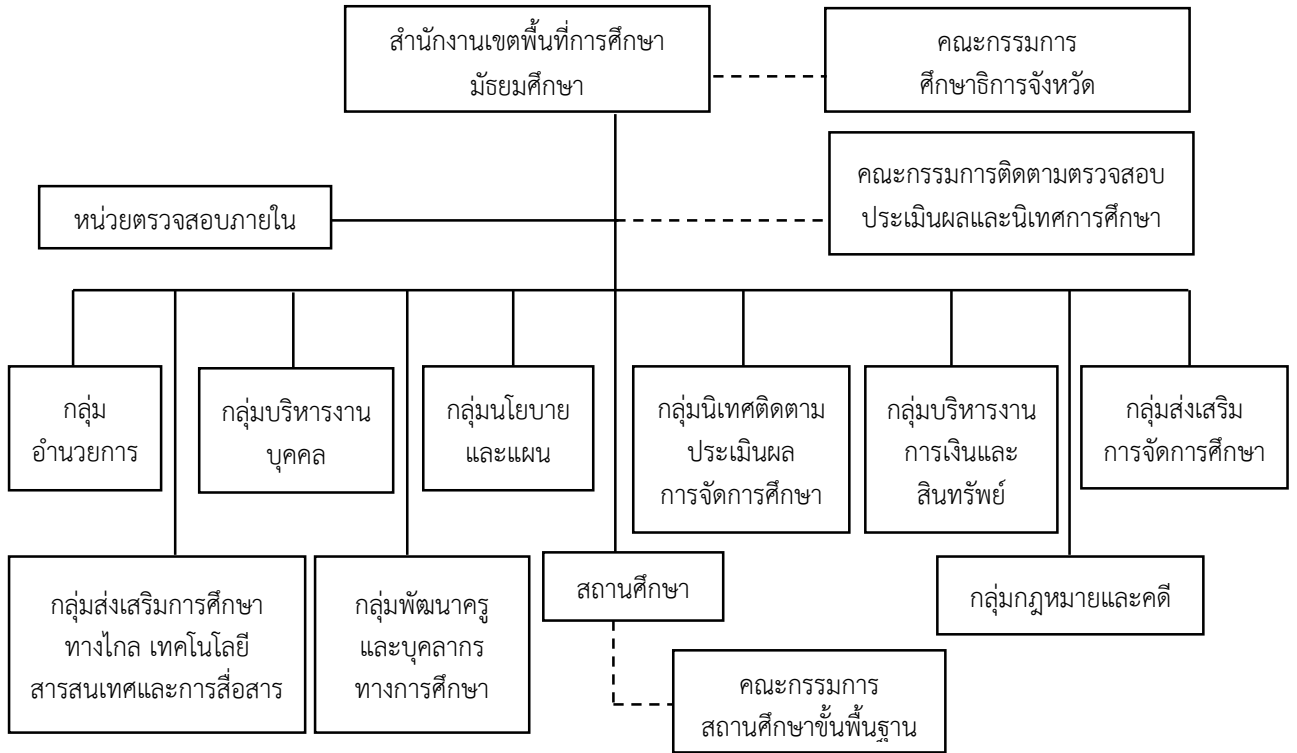 สำนักงานเขตพื้นที่การศึกษา
มัธยมศึกษา
คณะกรรมการ
ศึกษาธิการจังหวัด
คณะกรรมการติดตามตรวจสอบ
ประเมินผลและนิเทศการศึกษา
หน่วยตรวจสอบภายใน
กลุ่ม
อำนวยการ
กลุ่มบริหารงาน
บุคคล
กลุ่มนโยบาย
และแผน
กลุ่มนิเทศติดตาม
ประเมินผล
การจัดการศึกษา
กลุ่มบริหารงาน
การเงินและ
สินทรัพย์
กลุ่มส่งเสริม
การจัดการศึกษา
กลุ่มส่งเสริมการศึกษา
ทางไกล เทคโนโลยี
สารสนเทศและการสื่อสาร
กลุ่มพัฒนาครู
และบุคลากร
ทางการศึกษา
สถานศึกษา
กลุ่มกฎหมายและคดี
คณะกรรมการ
สถานศึกษาขั้นพื้นฐาน